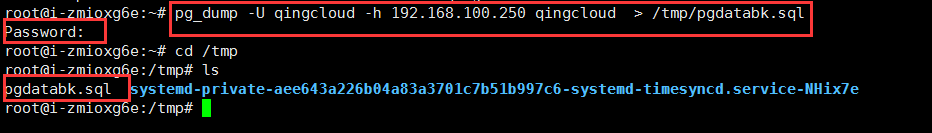 root@i-zmioxg6e:~# pg_dump -U qingcloud -h 192.168.100.250 qingcloud  > /tmp/pgdatabk.sql
Password:
root@i-zmioxg6e:~# cd /tmp
root@i-zmioxg6e:/tmp# ls
pgdatabk.sql  systemd-private-aee643a226b04a83a3701c7b51b997c6-systemd-timesyncd.service-NHix7e
root@i-zmioxg6e:/tmp#